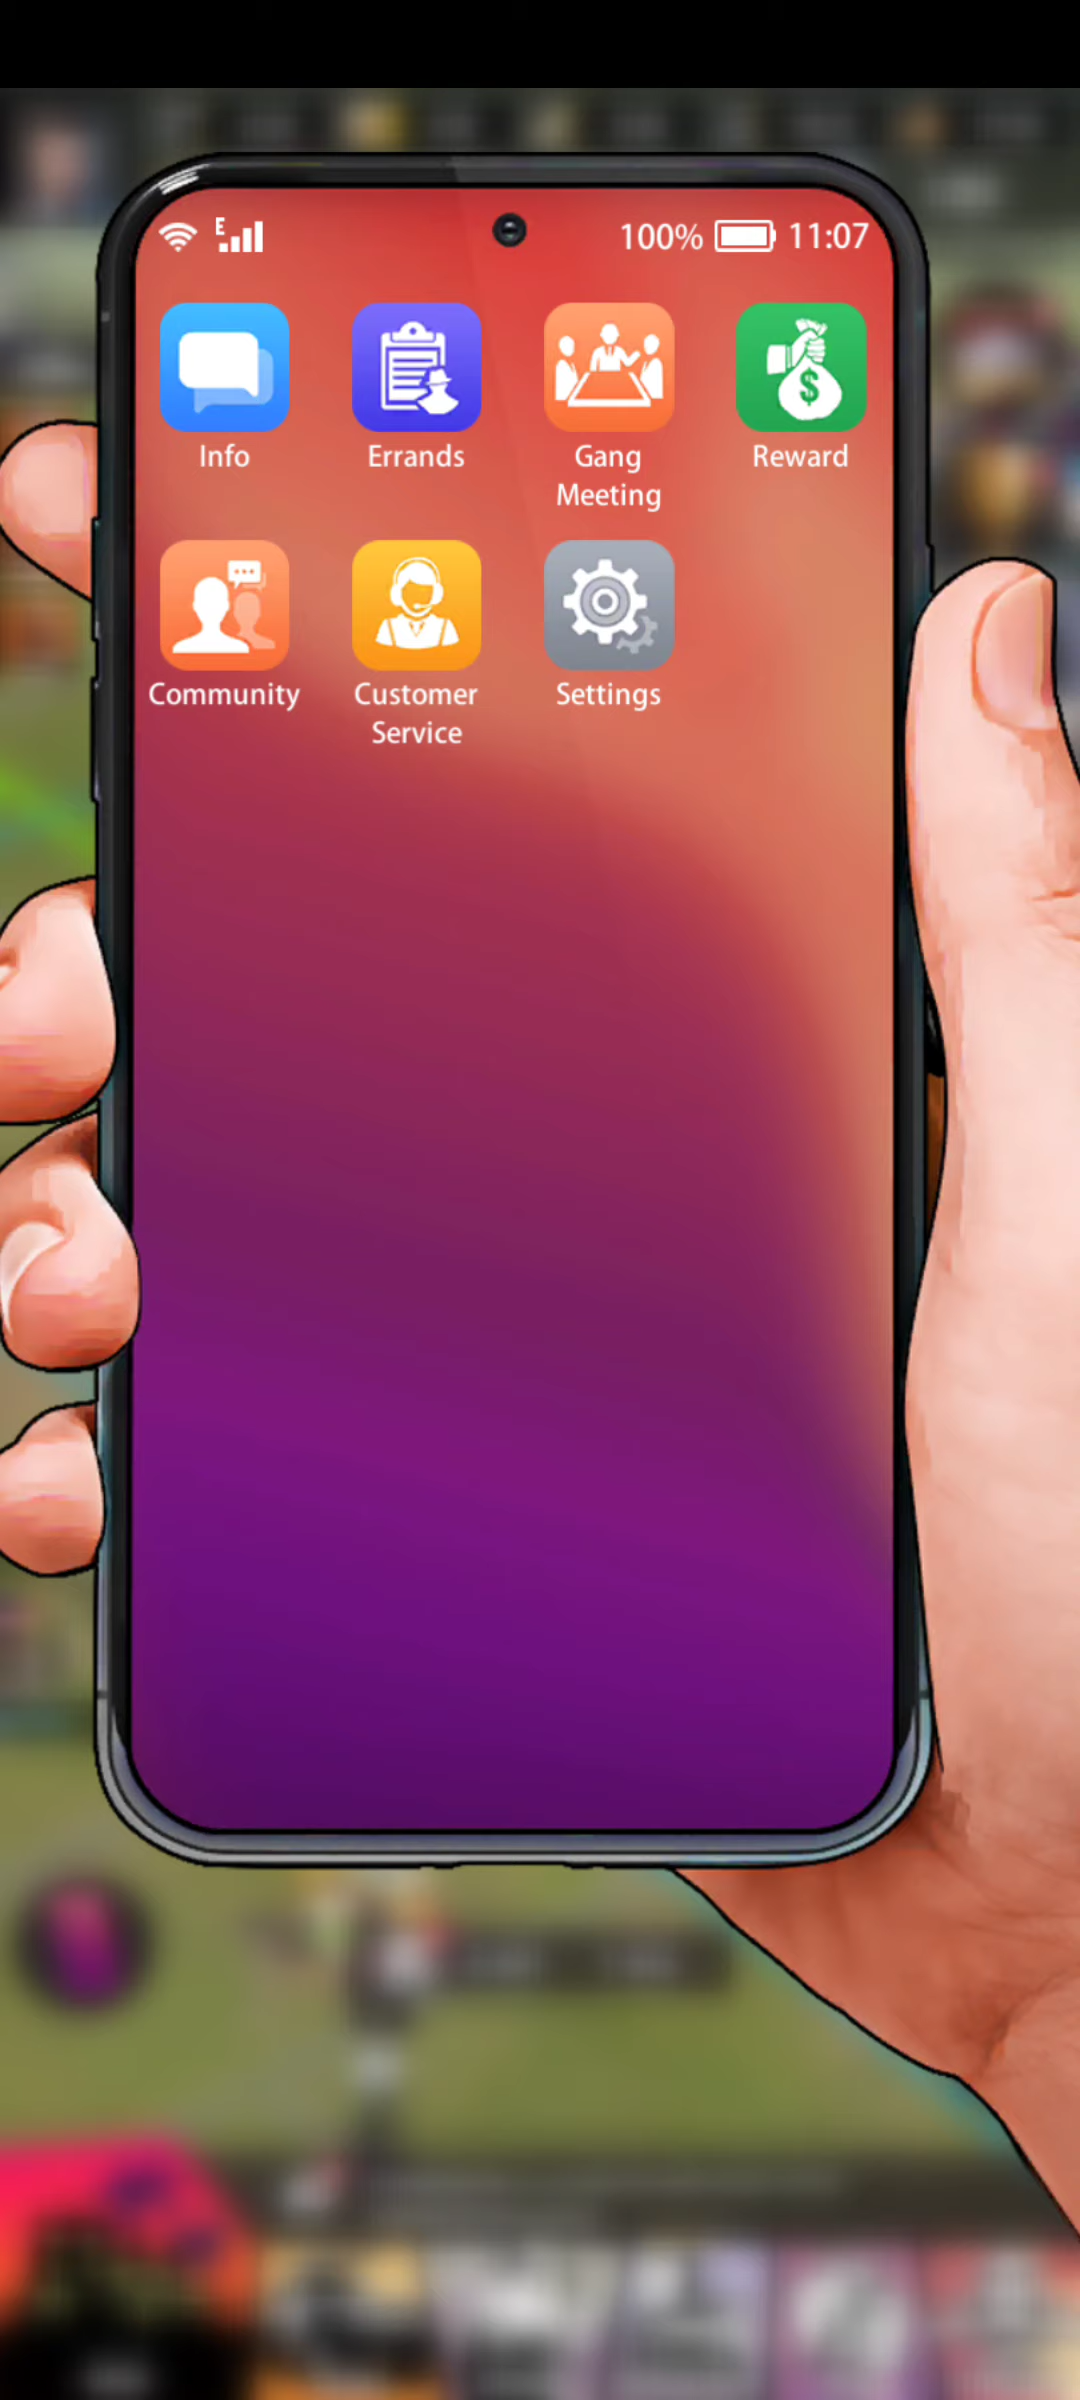 E
100% 11:07
Info
Errands
Gang
Meeting
Reward
Community
Customer
Service
Settings